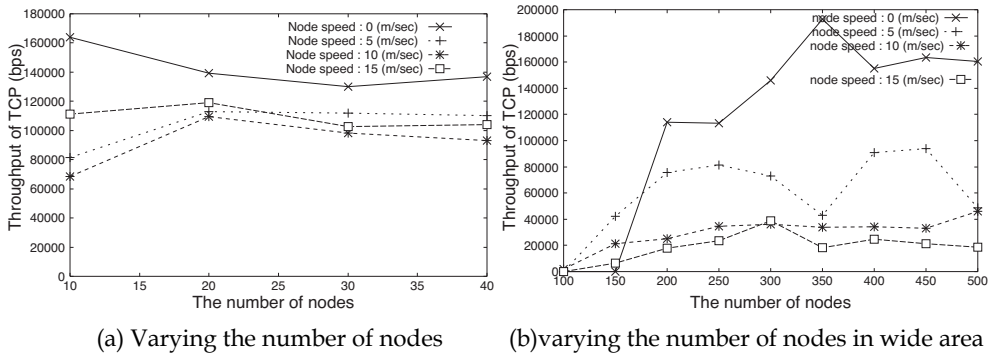 Throughput of TCP (bps)
180000
160000
140000
120000
100000
80000
60000
40000
20000
0
Node speed : 0 (m/sec)
Node speed : 5 (m/sec)
Node speed : 10 (m/sec)
Node speed : 15 (m/sec)
10 15 20 25 30 35 40
The number of nodes
(a) Varying the number of nodes
Throughput of TCP (bps)
200000
180000
160000
140000
120000
100000
80000
60000
40000
20000
0
node speed : 0 (m/sec)
node speed : 5 (m/sec)
node speed : 10 (m/sec)
node speed : 15 (m/sec)
100 150 200 250 300 350 400 450 500
The number of nodes
(b)varying the number of nodes in wide area